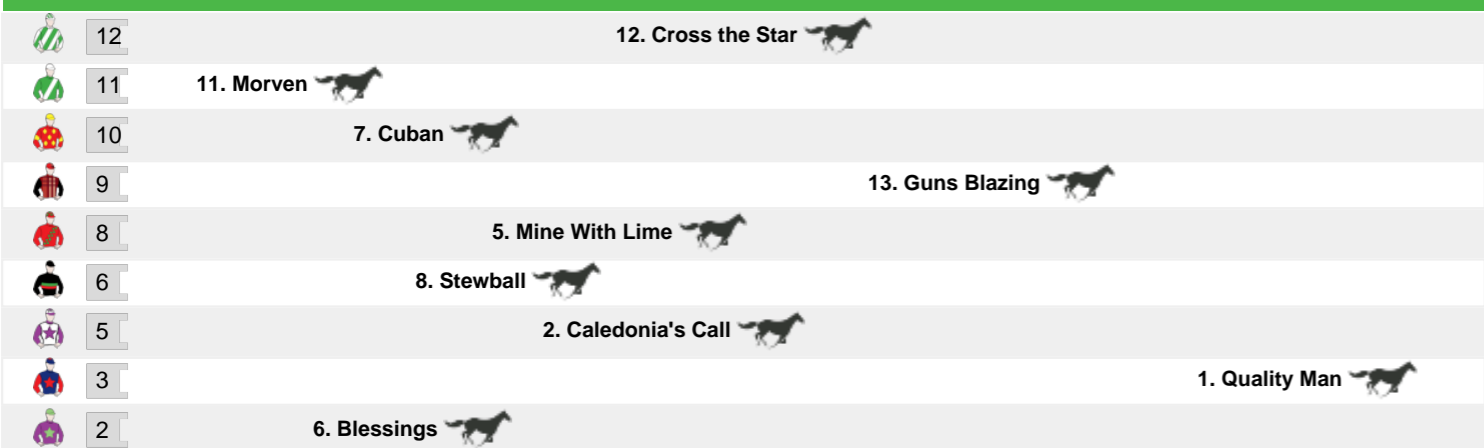 12 12. Cross the Star
11 11. Morven
10 7. Cuban
9 13. Guns Blazing
8 5. Mine With Lime
6 8. Stewball
5 2. Caledonia's Call
3 1. Quality Man
2 6. Blessings